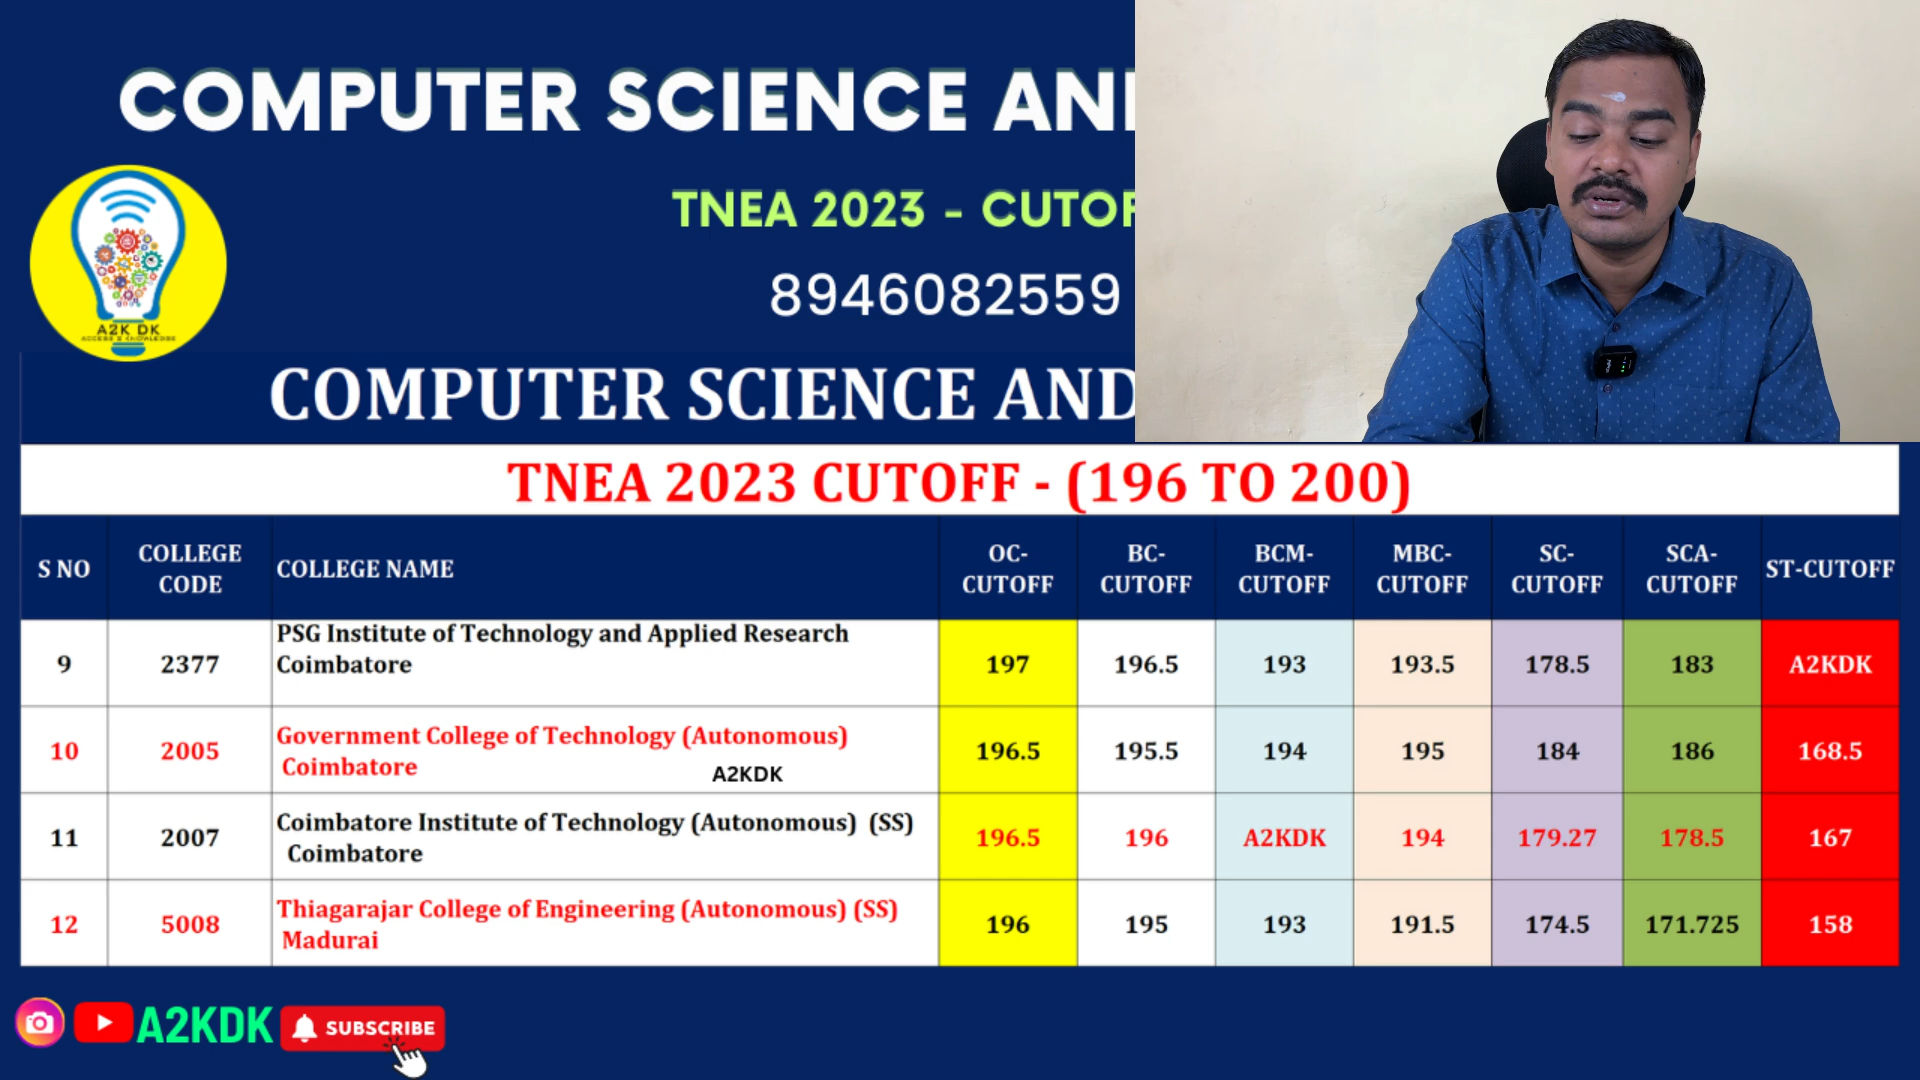 COMPUTER SCIENCE AN
TNEA 2023 - CUTOF
8946082559
A2K DK
ACCESS 2 KNOWLEDGE
COMPUTER SCIENCE AND
TNEA 2023 CUTOFF - (196 TO 200)
S NO COLLEGE CODE COLLEGE NAME OC-CUTOFF BC-CUTOFF BCM-CUTOFF MBC-CUTOFF SC-CUTOFF SCA-CUTOFF ST-CUTOFF
9 2377 PSG Institute of Technology and Applied Research Coimbatore 197 196.5 193 193.5 178.5 183 A2KDK
10 2005 Government College of Technology (Autonomous) Coimbatore 196.5 195.5 194 195 184 186 168.5
A2KDK
11 2007 Coimbatore Institute of Technology (Autonomous) (SS) Coimbatore 196.5 196 A2KDK 194 179.27 178.5 167
12 5008 Thiagarajar College of Engineering (Autonomous) (SS) Madurai 196 195 193 191.5 174.5 171.725 158
A2KDK SUBSCRIBE